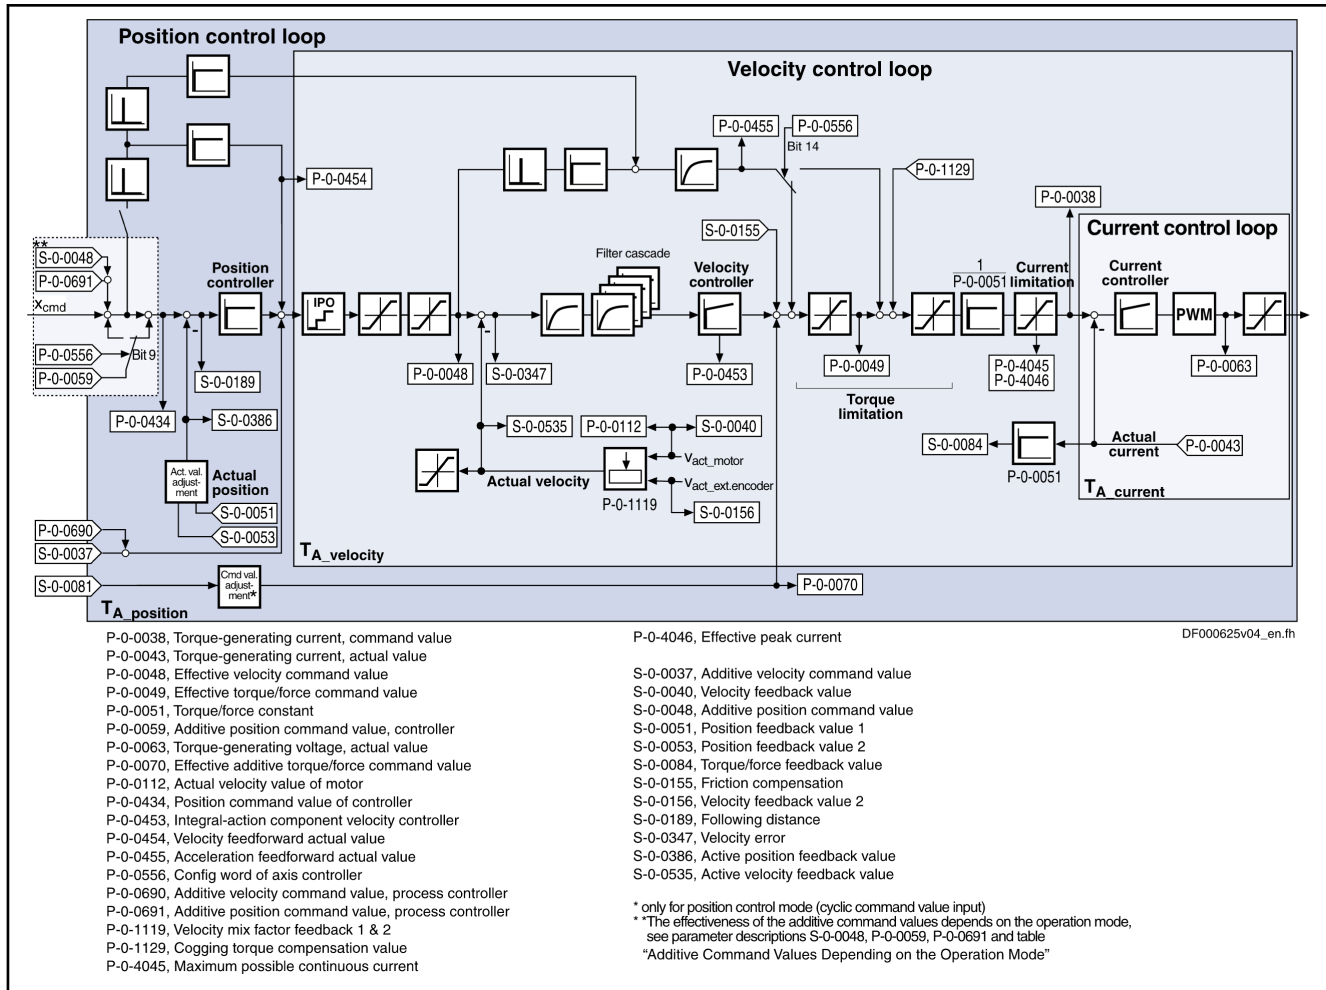 Position control loop
Velocity control loop
P-0-0455
P-0-0556
Bit 14
P-0-1129
P-0-0454
P-0-0038
**
S-0-0048
P-0-0691
xcmd
P-0-0556
Bit 9
P-0-0059
Position
controller
S-0-0155
Filter cascade
Velocity
controller
1
P-0-0051
Current
limitation
Current control loop
Current
controller
IPO
PWM
-
-
-
S-0-0189
P-0-0048
S-0-0347
P-0-0453
P-0-0049
P-0-4045
P-0-4046
P-0-0063
Torque
limitation
P-0-0434
S-0-0386
S-0-0535
P-0-0112
S-0-0040
S-0-0084
Actual
current
P-0-0043
P-0-0051
TA_current
Act. val.
adjust-
ment
Actual
position
S-0-0051
S-0-0053
Actual velocity
Vact_motor
Vact_ext.encoder
P-0-1119
S-0-0156
P-0-0690
S-0-0037
TA_velocity
S-0-0081
Cmd val.
adjust-
ment*
P-0-0070
TA_position
DF000625v04_en.fh
P-0-0038, Torque-generating current, command value
P-0-0043, Torque-generating current, actual value
P-0-0048, Effective velocity command value
P-0-0049, Effective torque/force command value
P-0-0051, Torque/force constant
P-0-0059, Additive position command value, controller
P-0-0063, Torque-generating voltage, actual value
P-0-0070, Effective additive torque/force command value
P-0-0112, Actual velocity value of motor
P-0-0434, Position command value of controller
P-0-0453, Integral-action component velocity controller
P-0-0454, Velocity feedforward actual value
P-0-0455, Acceleration feedforward actual value
P-0-0556, Config word of axis controller
P-0-0690, Additive velocity command value, process controller
P-0-0691, Additive position command value, process controller
P-0-1119, Velocity mix factor feedback 1 & 2
P-0-1129, Cogging torque compensation value
P-0-4045, Maximum possible continuous current
P-0-4046, Effective peak current
S-0-0037, Additive velocity command value
S-0-0040, Velocity feedback value
S-0-0048, Additive position command value
S-0-0051, Position feedback value 1
S-0-0053, Position feedback value 2
S-0-0084, Torque/force feedback value
S-0-0155, Friction compensation
S-0-0156, Velocity feedback value 2
S-0-0189, Following distance
S-0-0347, Velocity error
S-0-0386, Active position feedback value
S-0-0535, Active velocity feedback value
* only for position control mode (cyclic command value input)
* *The effectiveness of the additive command values depends on the operation mode,
see parameter descriptions S-0-0048, P-0-0059, P-0-0691 and table
“Additive Command Values Depending on the Operation Mode”